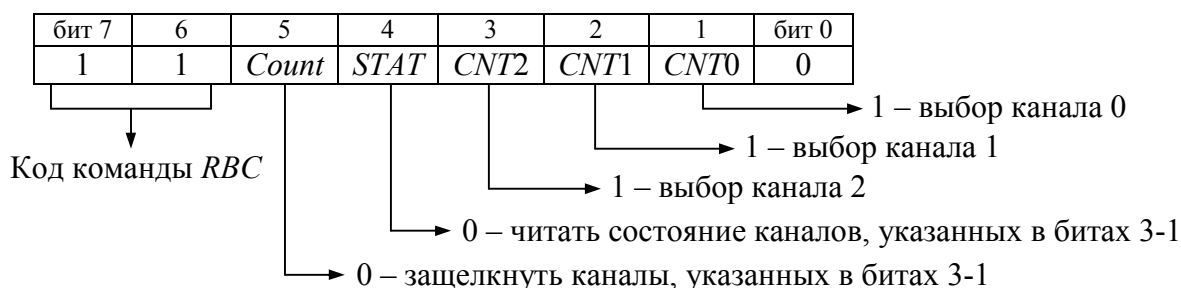 бит 7 6 5 4 3 2 1 бит 0
1 1 Count STAT CNT2 CNT1 CNT0 0
1 – выбор канала 0
1 – выбор канала 1
Код команды RBC
1 – выбор канала 2
0 – читать состояние каналов, указанных в битах 3-1
0 – защелкнуть каналы, указанных в битах 3-1